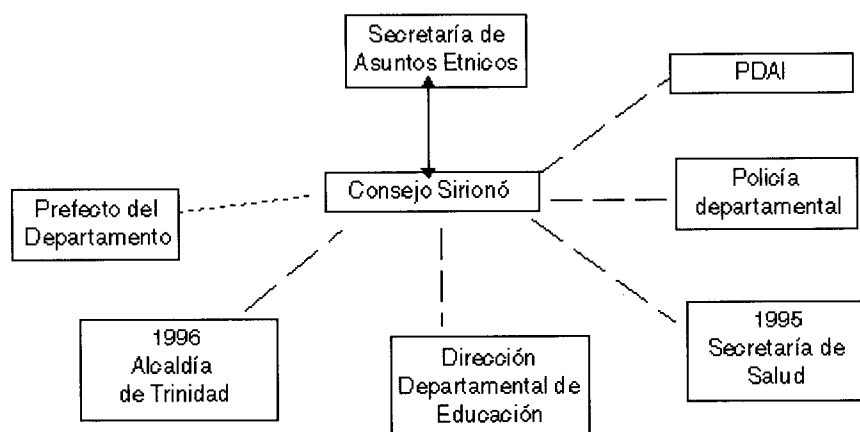 Secretaría de
Asuntos Etnicos
PDAI
Consejo Sirionó
Policía
departamental
Prefecto del
Departamento
1996
Alcaldía
de Trinidad
Dirección
Departamental de
Educación
1995
Secretaría de
Salud